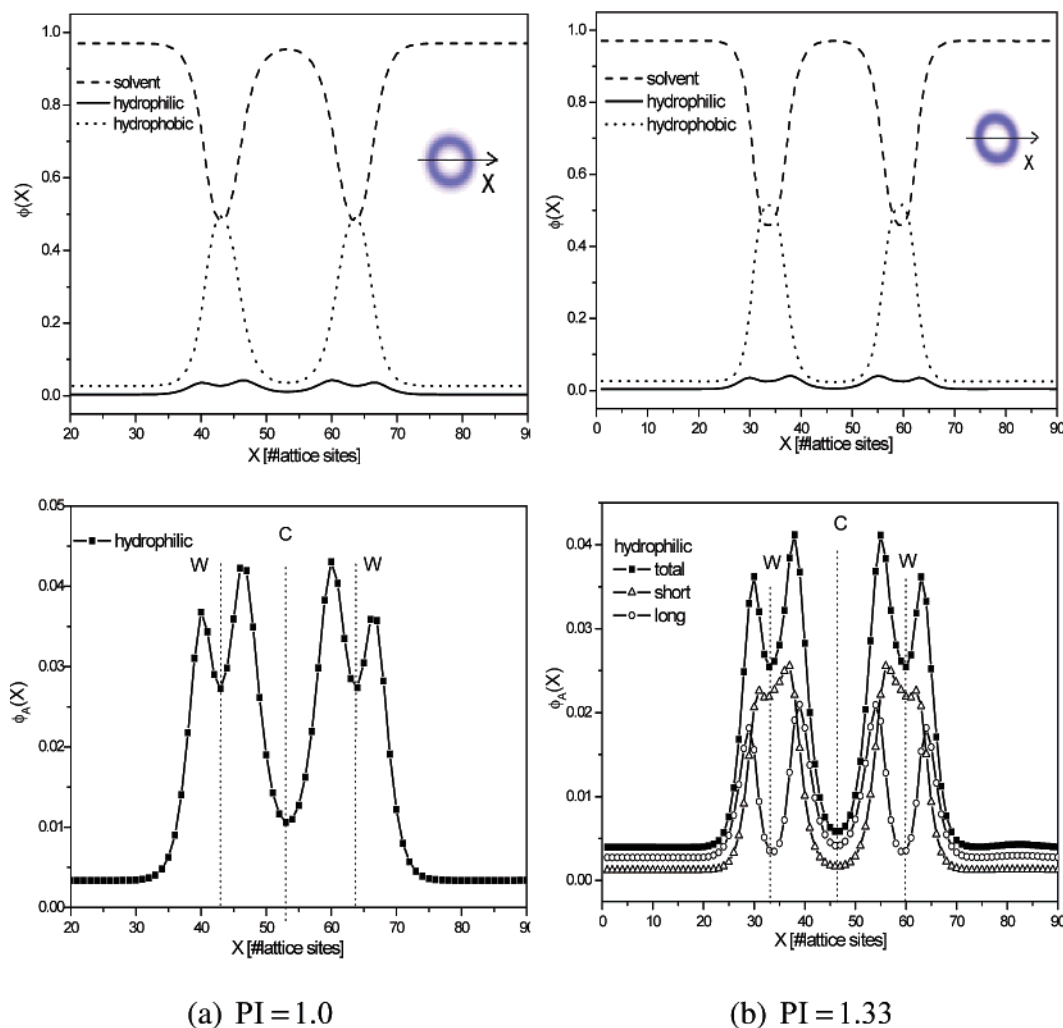 1.0
0.8
0.6
0.4
0.2
0.0
ϕ(X)
solvent
hydrophilic
hydrophobic
X
20 30 40 50 60 70 80 90
X [#lattice sites]
1.0
0.8
0.6
0.4
0.2
0.0
ϕ(X)
solvent
hydrophilic
hydrophobic
X
0 10 20 30 40 50 60 70 80 90
X [#lattice sites]
0.05
0.04
0.03
0.02
0.01
0.00
ϕA(X)
hydrophilic
W
C
W
20 30 40 50 60 70 80 90
X [#lattice sites]
0.04
0.03
0.02
0.01
0.00
ϕA(X)
hydrophilic
total
short
long
W
C
W
0 10 20 30 40 50 60 70 80 90
X [#lattice sites]
(a) PI = 1.0
(b) PI = 1.33